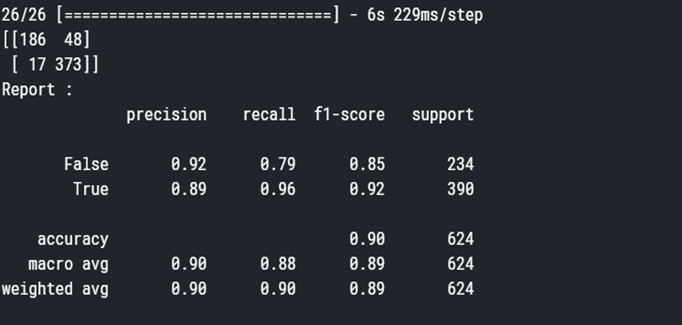 26/26 [==============================] - 6s 229ms/step
[[186  48]
 [ 17 373]]
Report :
              precision    recall  f1-score   support

       False       0.92      0.79      0.85       234
        True       0.89      0.96      0.92       390

    accuracy                           0.90       624
   macro avg       0.90      0.88      0.89       624
weighted avg       0.90      0.90      0.89       624